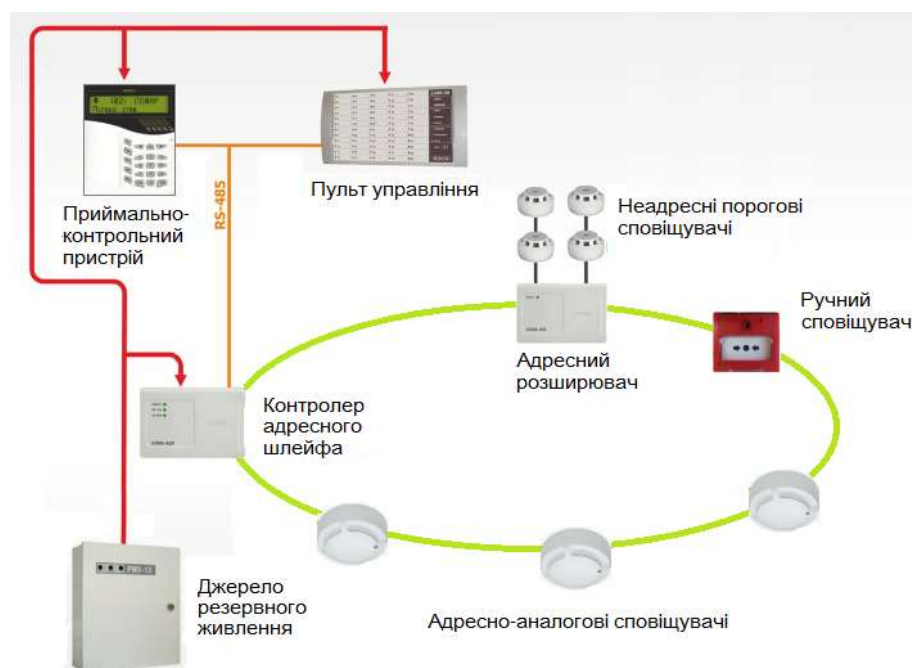 RS-485
Пульт управління
Приймально-
контрольний
пристрій
Неадресні порогові
сповіщувачі
Ручний
сповіщувач
Адресний
розширювач
Контролер
адресного
шлейфа
Джерело
резервного
живлення
Адресно-аналогові сповіщувачі